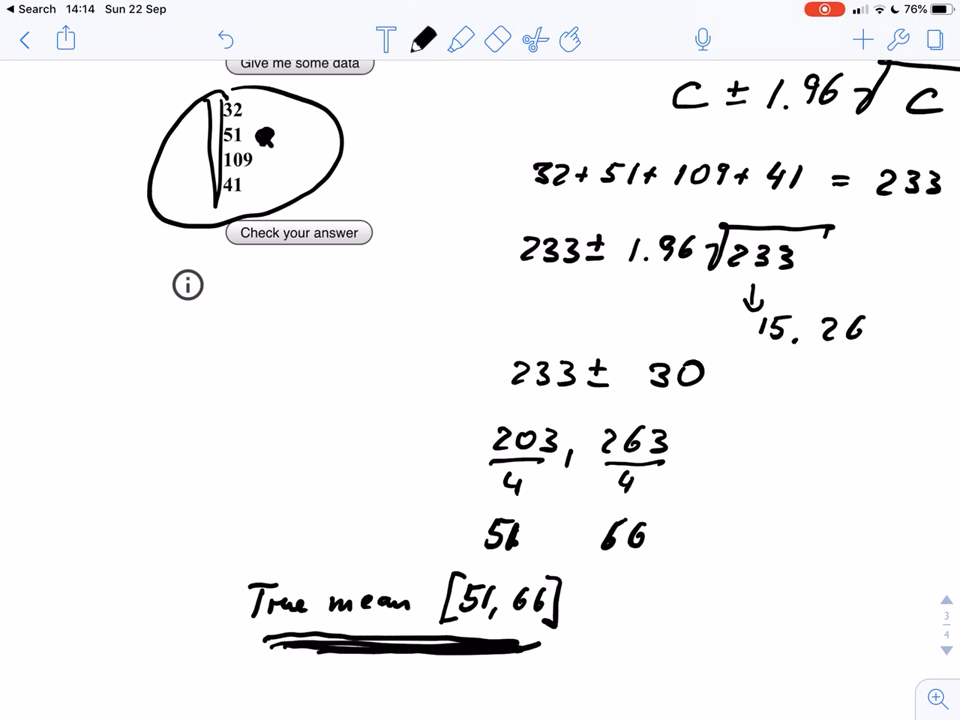 Search 14:14 Sun 22 Sep 76%
T
Give me some data
32
51
109
41
Check your answer
i
C ± 1.96 √C
32 + 51 + 109 + 41 = 233
233 ± 1.96 √233
↓
15.26
233 ± 30
203/4 , 263/4
51 66
True mean [51, 66]
3
4